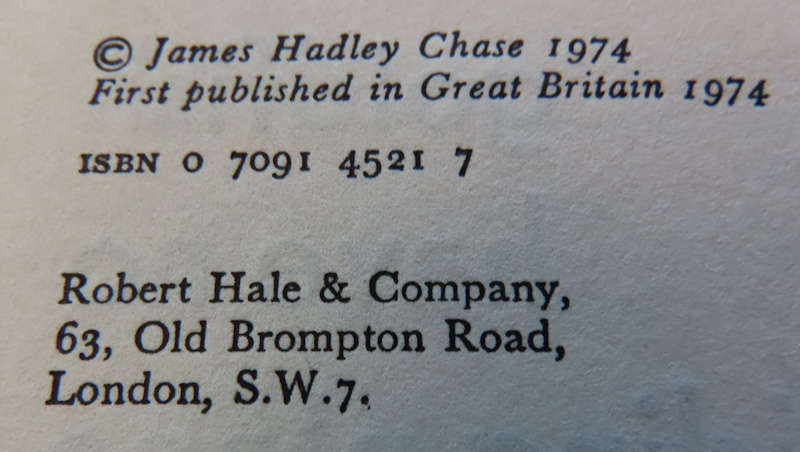 © James Hadley Chase 1974
First published in Great Britain 1974
ISBN 0 7091 4521 7
Robert Hale & Company,
63, Old Brompton Road,
London, S.W.7.